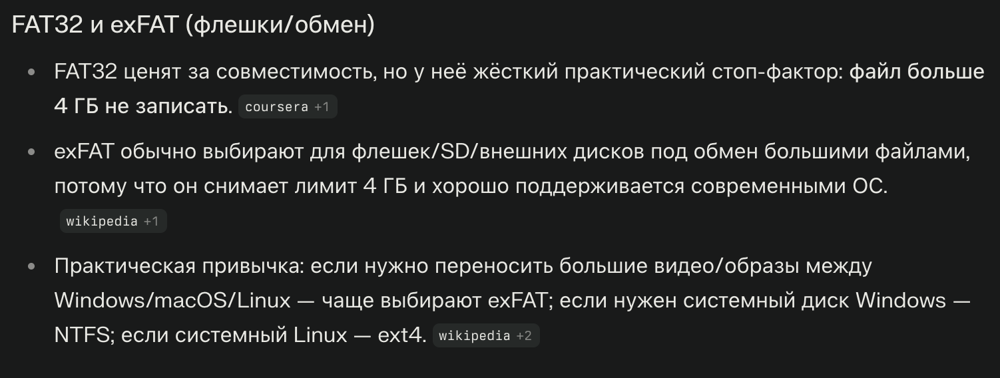 FAT32 и exFAT (флешки/обмен)
• FAT32 ценят за совместимость, но у неё жёсткий практический стоп-фактор: файл больше
4 ГБ не записать. coursera +1
• exFAT обычно выбирают для флешек/SD/внешних дисков под обмен большими файлами,
потому что он снимает лимит 4 ГБ и хорошо поддерживается современными ОС.
wikipedia +1
• Практическая привычка: если нужно переносить большие видео/образы между
Windows/macOS/Linux — чаще выбирают exFAT; если нужен системный диск Windows —
NTFS; если системный Linux — ext4. wikipedia +2